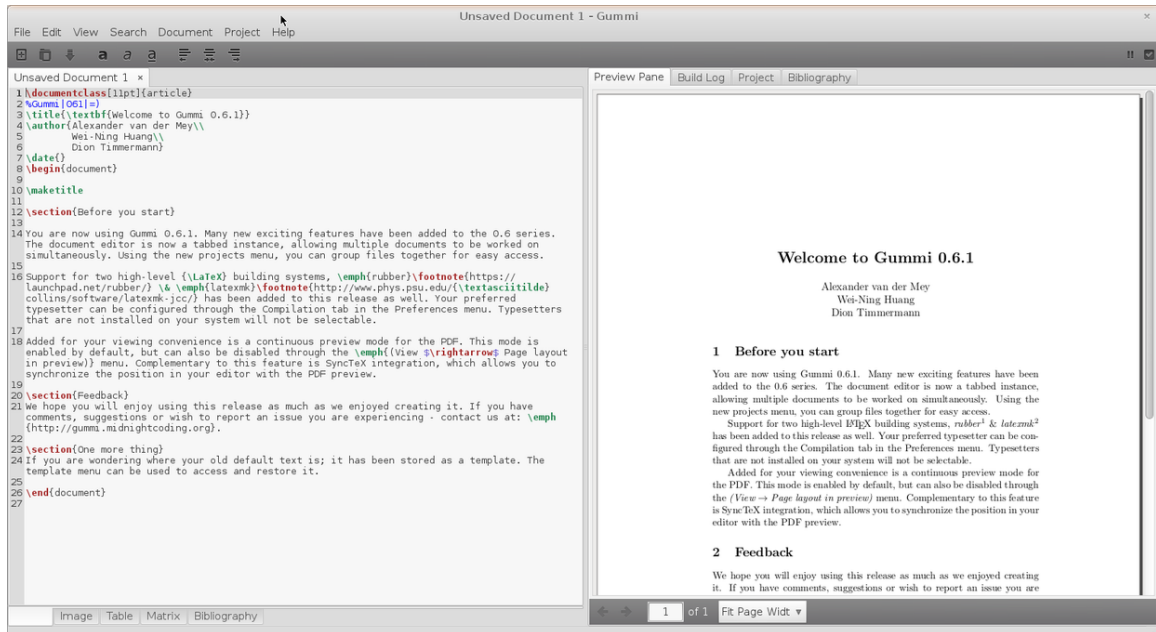 Unsaved Document 1 - Gummi
File Edit View Search Document Project Help
a a a
Unsaved Document 1 ×
1 \documentclass[11pt]{article}
2 %Gummi|061|=)
3 \title{\textbf{Welcome to Gummi 0.6.1}}
4 \author{Alexander van der Mey\\
5 Wei-Ning Huang\\
6 Dion Timmermann}
7 \date{}
8 \begin{document}
9
10 \maketitle
11
12 \section{Before you start}
13
14 You are now using Gummi 0.6.1. Many new exciting features have been added to the 0.6 series.
The document editor is now a tabbed instance, allowing multiple documents to be worked on
simultaneously. Using the new projects menu, you can group files together for easy access.
15
16 Support for two high-level {\LaTeX} building systems, \emph{rubber}\footnote{https://
launchpad.net/rubber/} \& \emph{latexmk}\footnote{http://www.phys.psu.edu/{\textasciitilde}
collins/software/latexmk-jcc/} has been added to this release as well. Your preferred
typesetter can be configured through the Compilation tab in the Preferences menu. Typesetters
that are not installed on your system will not be selectable.
17
18 Added for your viewing convenience is a continuous preview mode for the PDF. This mode is
enabled by default, but can also be disabled through the \emph{(View $\rightarrow$ Page layout
in preview)} menu. Complementary to this feature is SyncTeX integration, which allows you to
synchronize the position in your editor with the PDF preview.
19
20 \section{Feedback}
21 We hope you will enjoy using this release as much as we enjoyed creating it. If you have
comments, suggestions or wish to report an issue you are experiencing - contact us at: \emph
{http://gummi.midnightcoding.org}.
22
23 \section{One more thing}
24 If you are wondering where your old default text is; it has been stored as a template. The
template menu can be used to access and restore it.
25
26 \end{document}
27
Image Table Matrix Bibliography
Preview Pane Build Log Project Bibliography
Welcome to Gummi 0.6.1
Alexander van der Mey
Wei-Ning Huang
Dion Timmermann
1 Before you start
You are now using Gummi 0.6.1. Many new exciting features have been
added to the 0.6 series. The document editor is now a tabbed instance,
allowing multiple documents to be worked on simultaneously. Using the
new projects menu, you can group files together for easy access.
Support for two high-level LATEX building systems, rubber¹ & latexmk²
has been added to this release as well. Your preferred typesetter can be con-
figured through the Compilation tab in the Preferences menu. Typesetters
that are not installed on your system will not be selectable.
Added for your viewing convenience is a continuous preview mode for
the PDF. This mode is enabled by default, but can also be disabled through
the (View → Page layout in preview) menu. Complementary to this feature
is SyncTeX integration, which allows you to synchronize the position in your
editor with the PDF preview.
2 Feedback
We hope you will enjoy using this release as much as we enjoyed creating
it. If you have comments, suggestions or wish to report an issue you are
1 of 1 Fit Page Widt